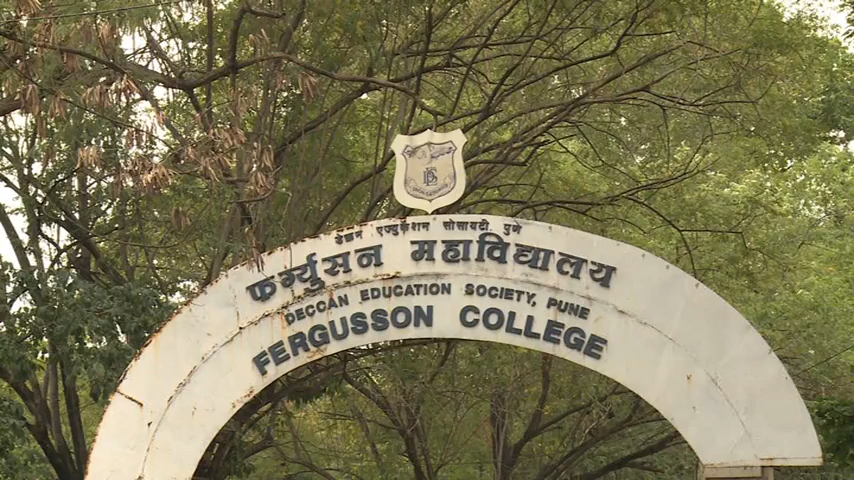 डेक्कन एज्युकेशन सोसायटी, पुणे
फर्ग्युसन महाविद्यालय
DECCAN EDUCATION SOCIETY, PUNE
FERGUSSON COLLEGE